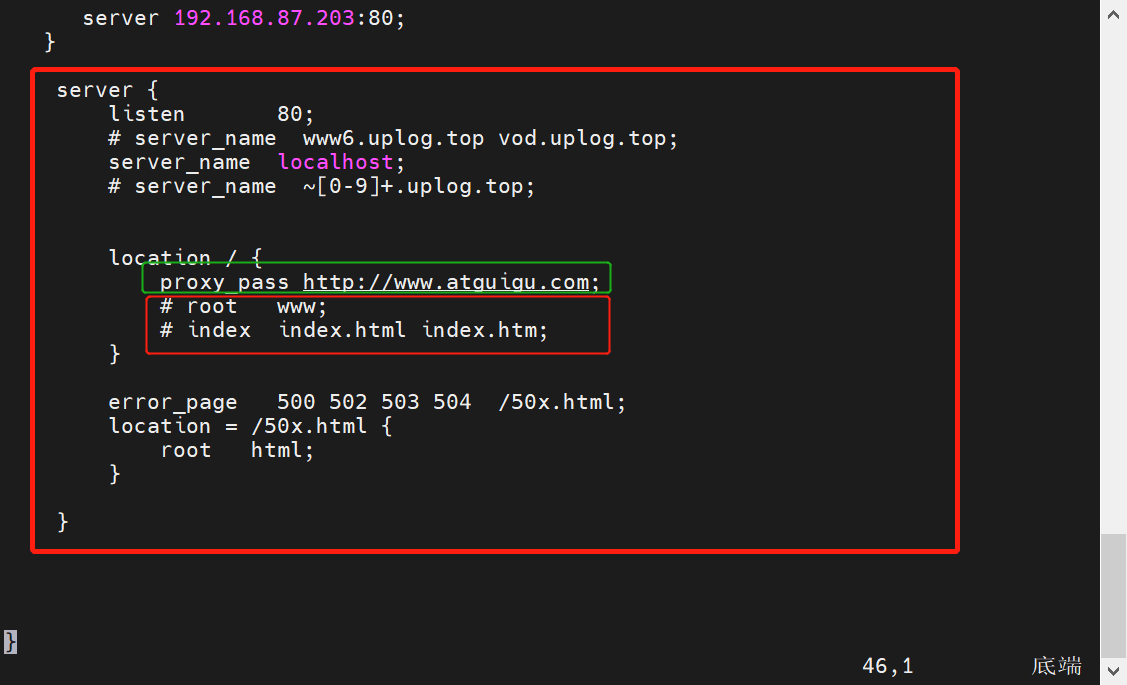 server 192.168.87.203:80;
}
server {
listen 80;
# server_name www6.uplog.top vod.uplog.top;
server_name localhost;
# server_name ~[0-9]+.uplog.top;
location / {
proxy_pass http://www.atguigu.com;
# root www;
# index index.html index.htm;
}
error_page 500 502 503 504 /50x.html;
location = /50x.html {
root html;
}
}
}
46,1 底端